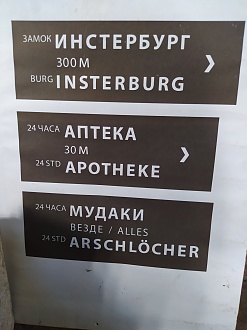 ЗАМОК ИНСТЕРБУРГ
300 М
BURG INSTERBURG
24 ЧАСА АПТЕКА
30 М
24 STD APOTHEKE
24 ЧАСА МУДАКИ
ВЕЗДЕ / ALLES
24 STD ARSCHLÖCHER